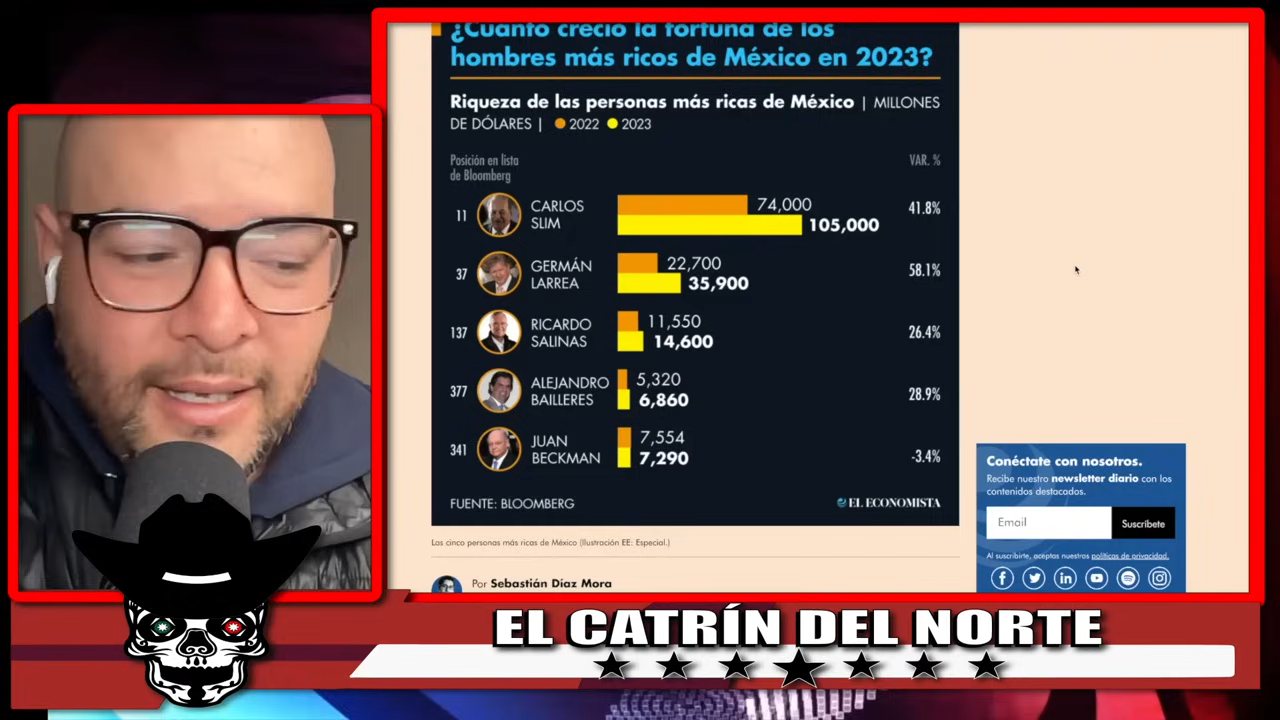 ¿Cuánto creció la fortuna de los
hombres más ricos de México en 2023?
Riqueza de las personas más ricas de México | MILLONES
DE DÓLARES | 2022 2023
Posición en lista
de Bloomberg
VAR. %
11 CARLOS SLIM 74,000 105,000 41.8%
37 GERMÁN LARREA 22,700 35,900 58.1%
137 RICARDO SALINAS 11,550 14,600 26.4%
377 ALEJANDRO BAILLERES 5,320 6,860 28.9%
341 JUAN BECKMAN 7,554 7,290 -3.4%
FUENTE: BLOOMBERG
EL ECONOMISTA
Las cinco personas más ricas de México (Ilustración EE: Especial.)
Por Sebastián Díaz Mora
Conéctate con nosotros.
Recibe nuestro newsletter diario con los
contenidos destacados.
Email
Suscríbete
Al suscribirte, aceptas nuestras políticas de privacidad.
EL CATRÍN DEL NORTE